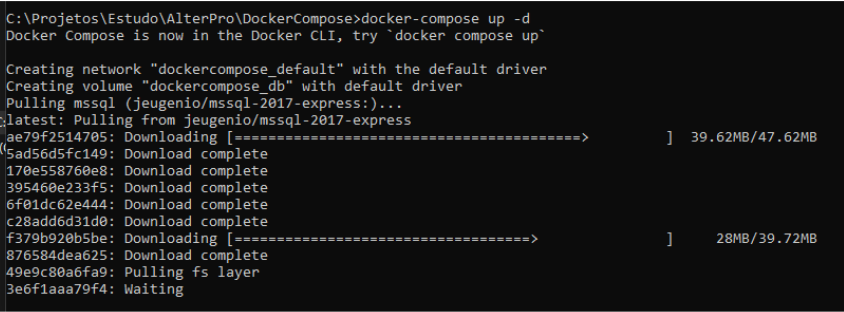 C:\Projetos\Estudo\AlterPro\DockerCompose>docker-compose up -d
Docker Compose is now in the Docker CLI, try `docker compose up`
Creating network "dockercompose_default" with the default driver
Creating volume "dockercompose_db" with default driver
Pulling mssql (jeugenio/mssql-2017-express:)...
latest: Pulling from jeugenio/mssql-2017-express
ae79f2514705: Downloading [=========================================>         ]  39.62MB/47.62MB
5ad56d5fc149: Download complete
170e558760e8: Download complete
395460e233f5: Download complete
6f01dc62e444: Download complete
c28add6d31d0: Download complete
f379b920b5be: Downloading [===================================>               ]     28MB/39.72MB
876584dea625: Download complete
49e9c80a6fa9: Pulling fs layer
3e6f1aaa79f4: Waiting